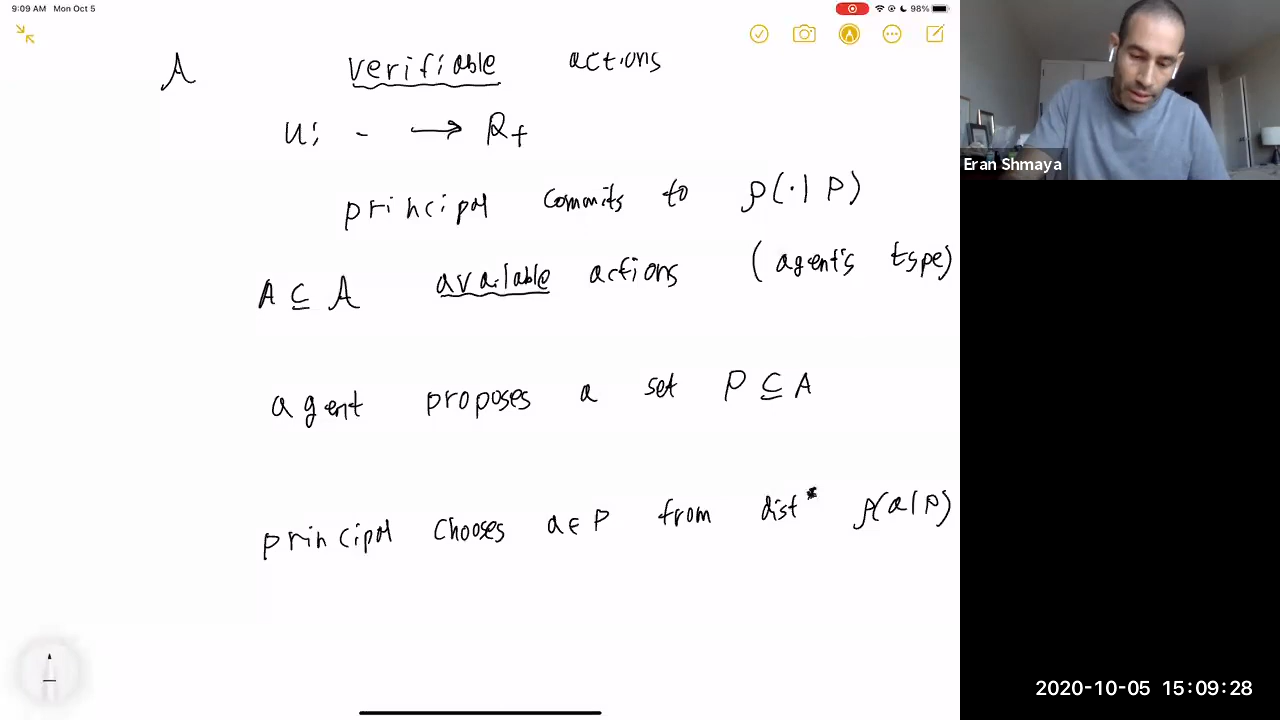 9:09 AM Mon Oct 5
98%
𝒜 verifiable actions
u: - → R+
principal commits to ρ(·|P)
A ⊆ 𝒜 available actions (agent's type)
agent proposes a set P ⊆ A
principal chooses a∈P from dist ρ(a|P)
Eran Shmaya
2020-10-05 15:09:28